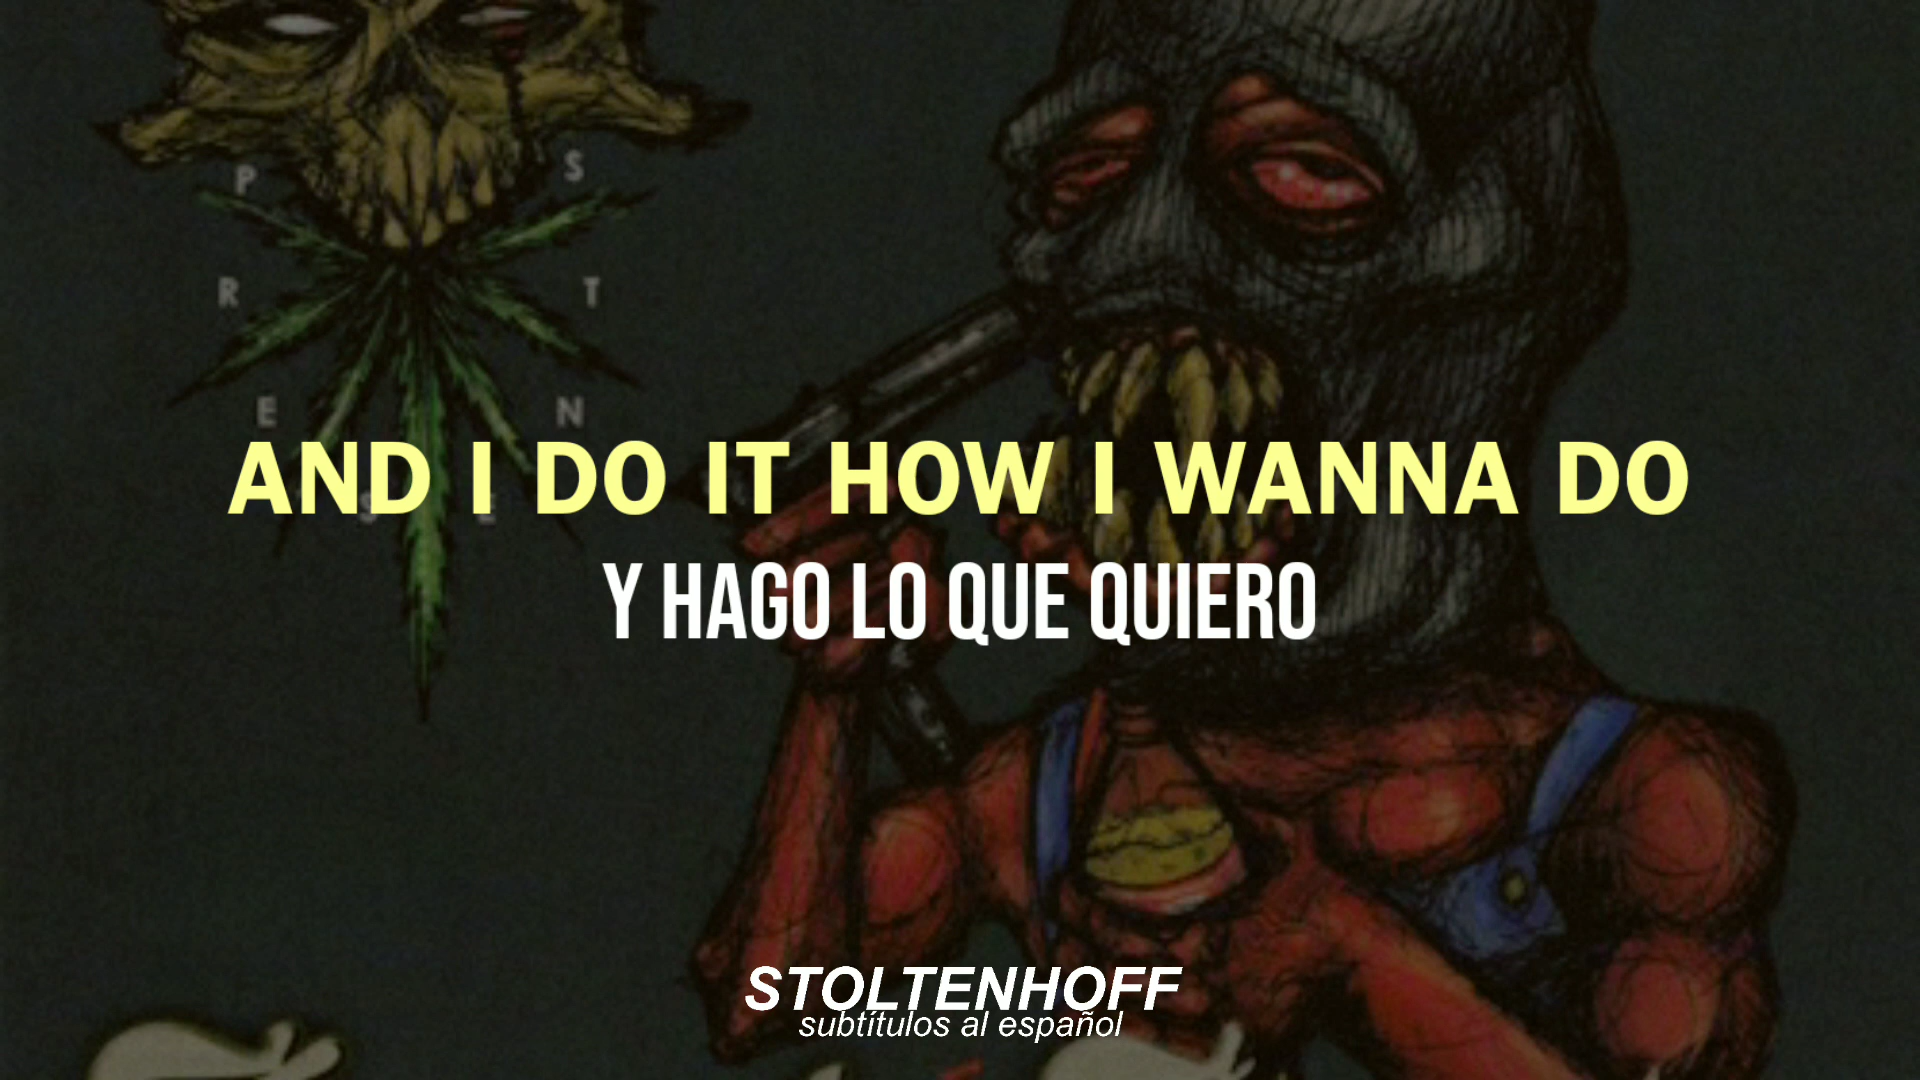 P S
R T
E N
S E
AND I DO IT HOW I WANNA DO
Y HAGO LO QUE QUIERO
STOLTENHOFF
subtítulos al español